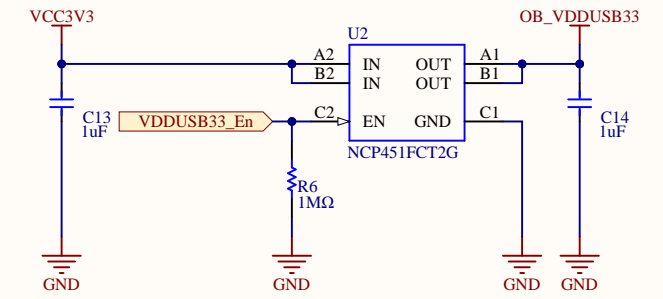 VCC3V3
OB_VDDUSB33
U2
A2 IN OUT A1
B2 IN OUT B1
C13
1uF
VDDUSB33_En
C2 EN GND C1
C14
1uF
NCP451FCT2G
R6
1MΩ
GND
GND
GND
GND